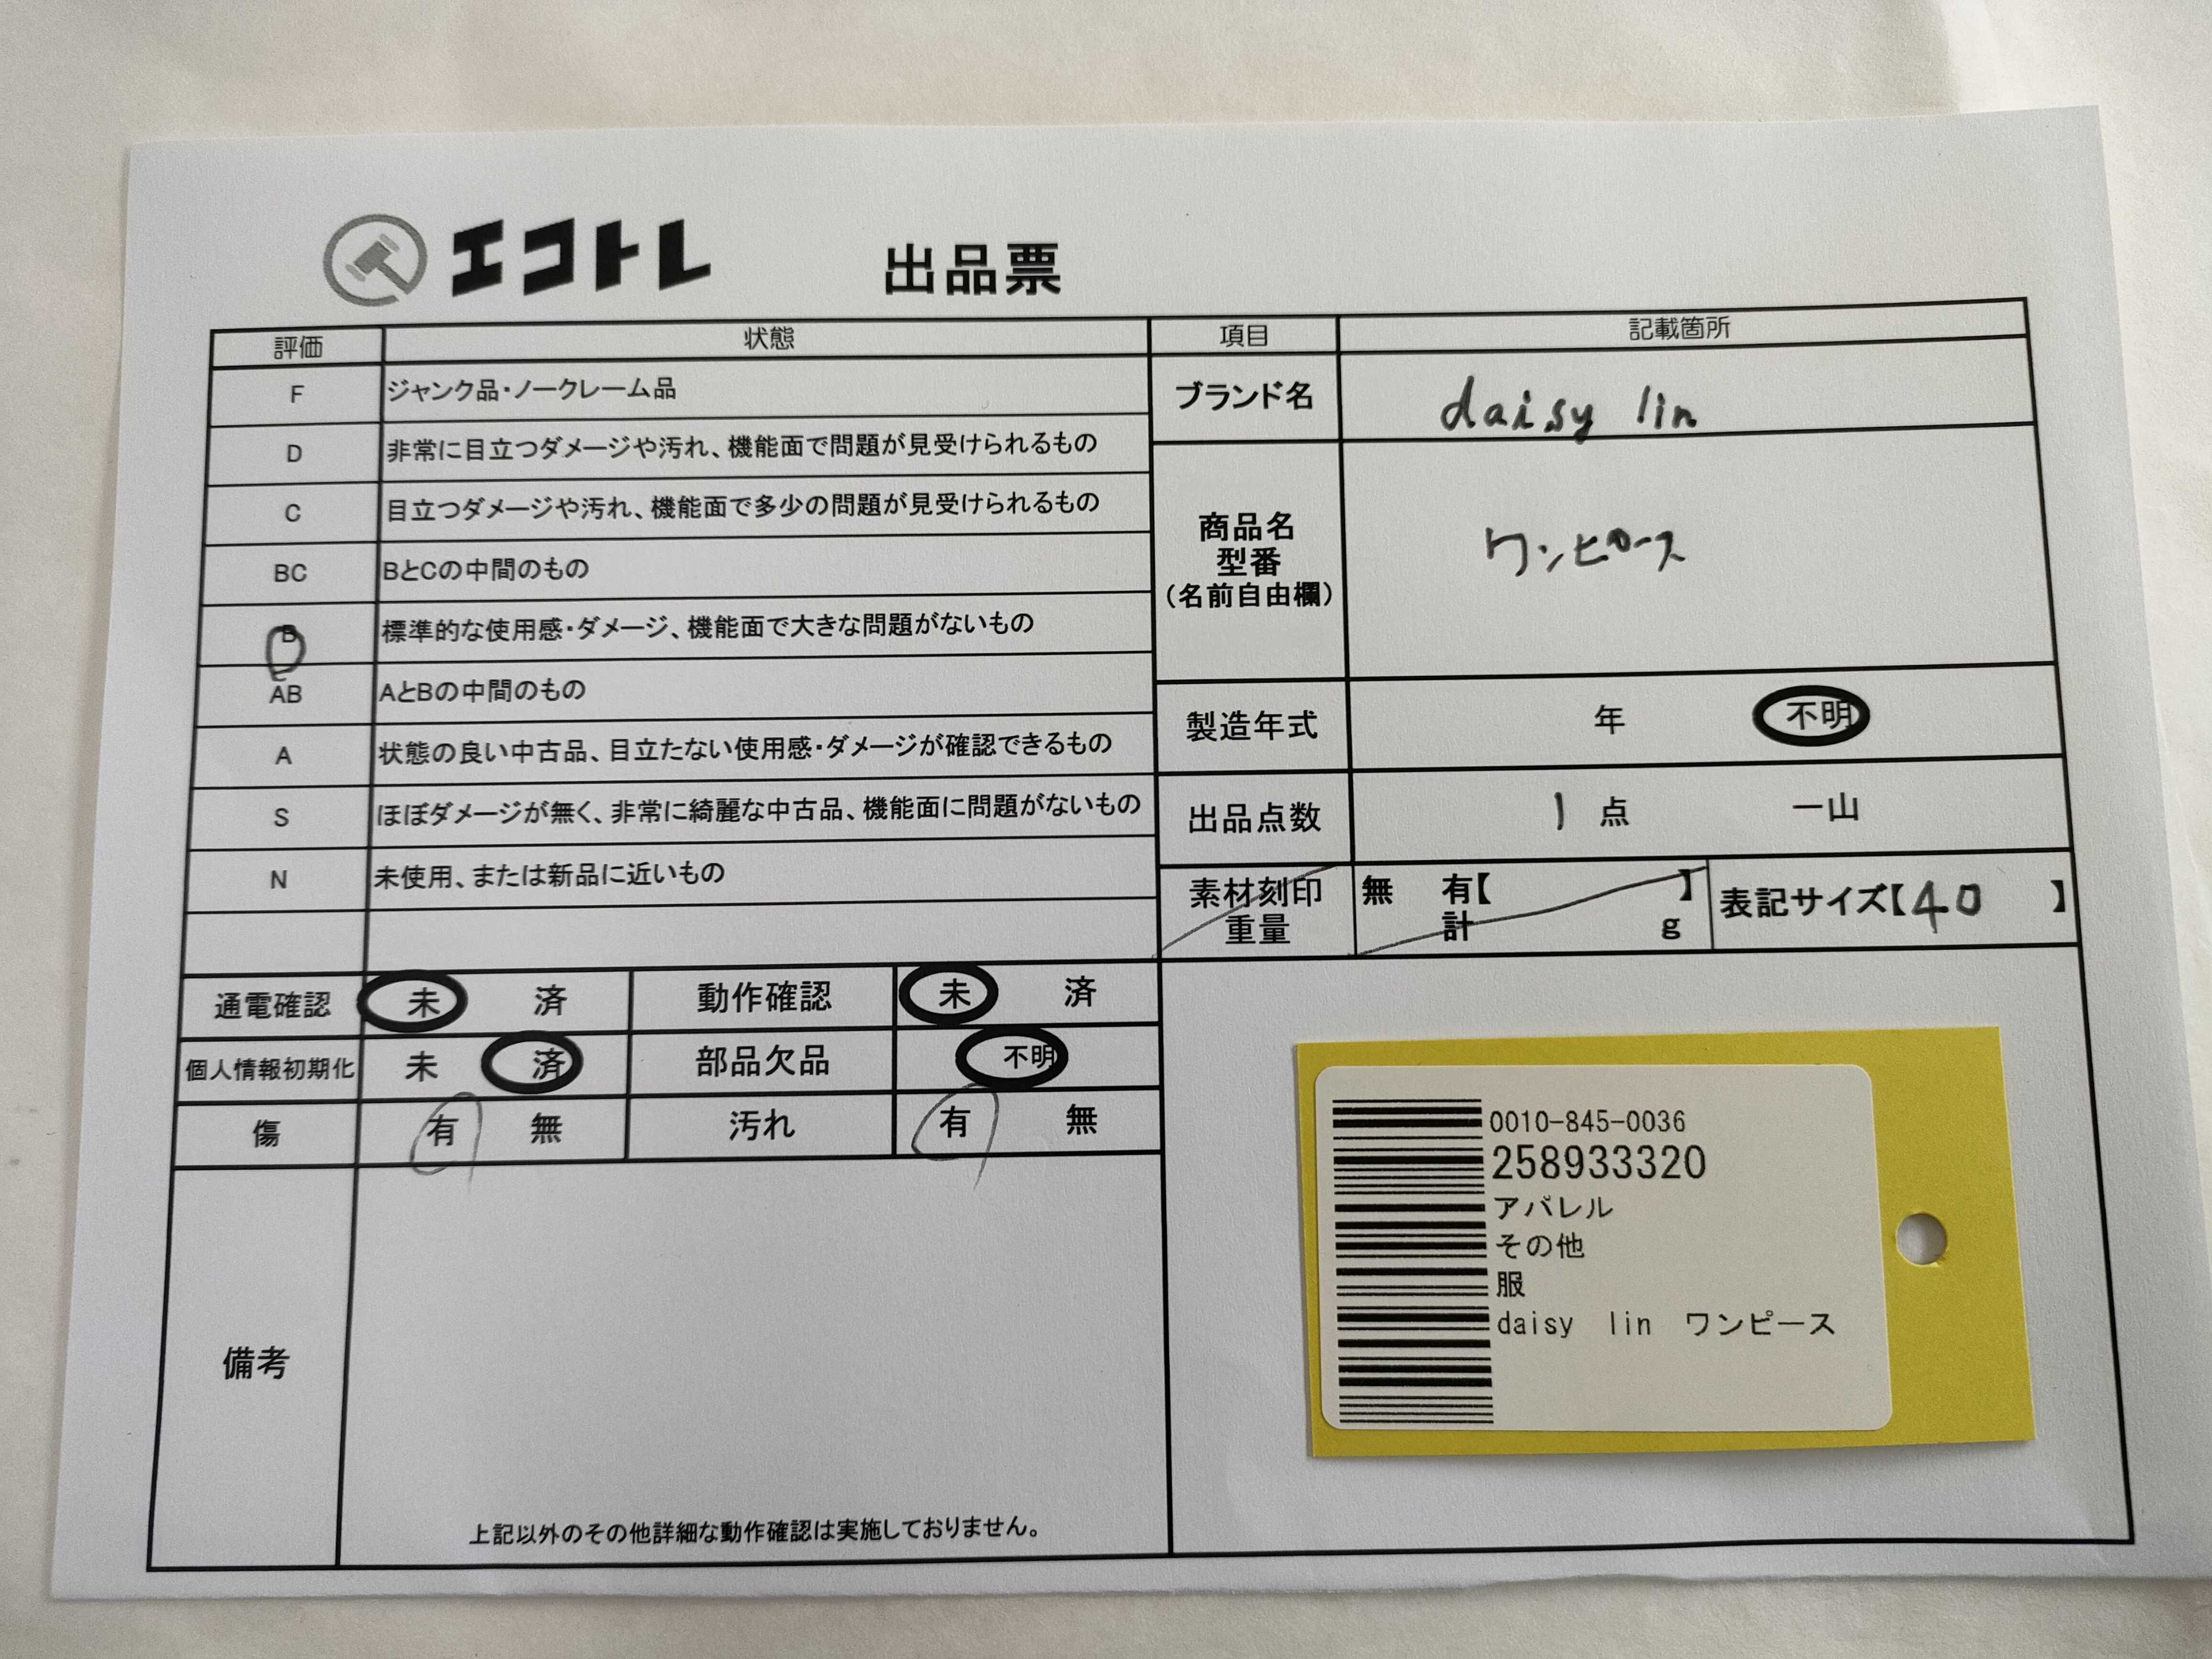 エコトレ 出品票
評価 状態
F ジャンク品・ノークレーム品
D 非常に目立つダメージや汚れ、機能面で問題が見受けられるもの
C 目立つダメージや汚れ、機能面で多少の問題が見受けられるもの
BC BとCの中間のもの
B 標準的な使用感・ダメージ、機能面で大きな問題がないもの
AB AとBの中間のもの
A 状態の良い中古品、目立たない使用感・ダメージが確認できるもの
S ほぼダメージが無く、非常に綺麗な中古品、機能面に問題がないもの
N 未使用、または新品に近いもの
項目 記載箇所
ブランド名 daisy lin
商品名
型番
（名前自由欄）
ワンピース
製造年式 年 不明
出品点数 1 点 一山
素材刻印 無 有【 】
重量 計 g
表記サイズ【40 】
通電確認 未 済 動作確認 未 済
個人情報初期化 未 済 部品欠品 不明
傷 有 無 汚れ 有 無
備考
上記以外のその他詳細な動作確認は実施しておりません。
0010-845-0036
258933320
アパレル
その他
服
daisy lin ワンピース